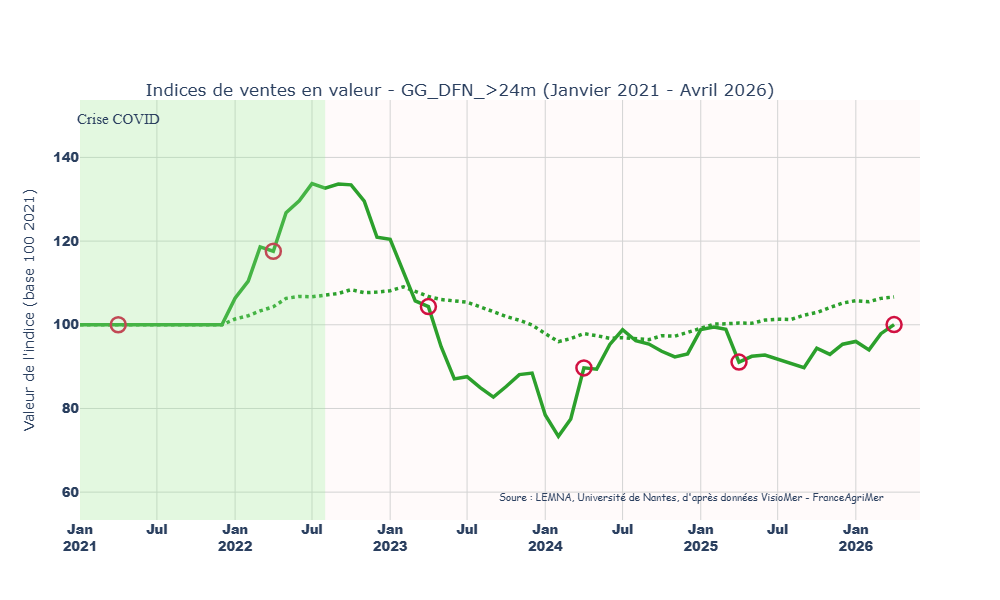 Indices de ventes en valeur - GG_DFN_>24m (Janvier 2021 - Avril 2026)
Crise COVID
Valeur de l'indice (base 100 2021)
140
120
100
80
60
Soure : LEMNA, Université de Nantes, d'après données VisioMer - FranceAgriMer
Jan Jul Jan Jul Jan Jul Jan Jul Jan Jul Jan
2021 2022 2023 2024 2025 2026